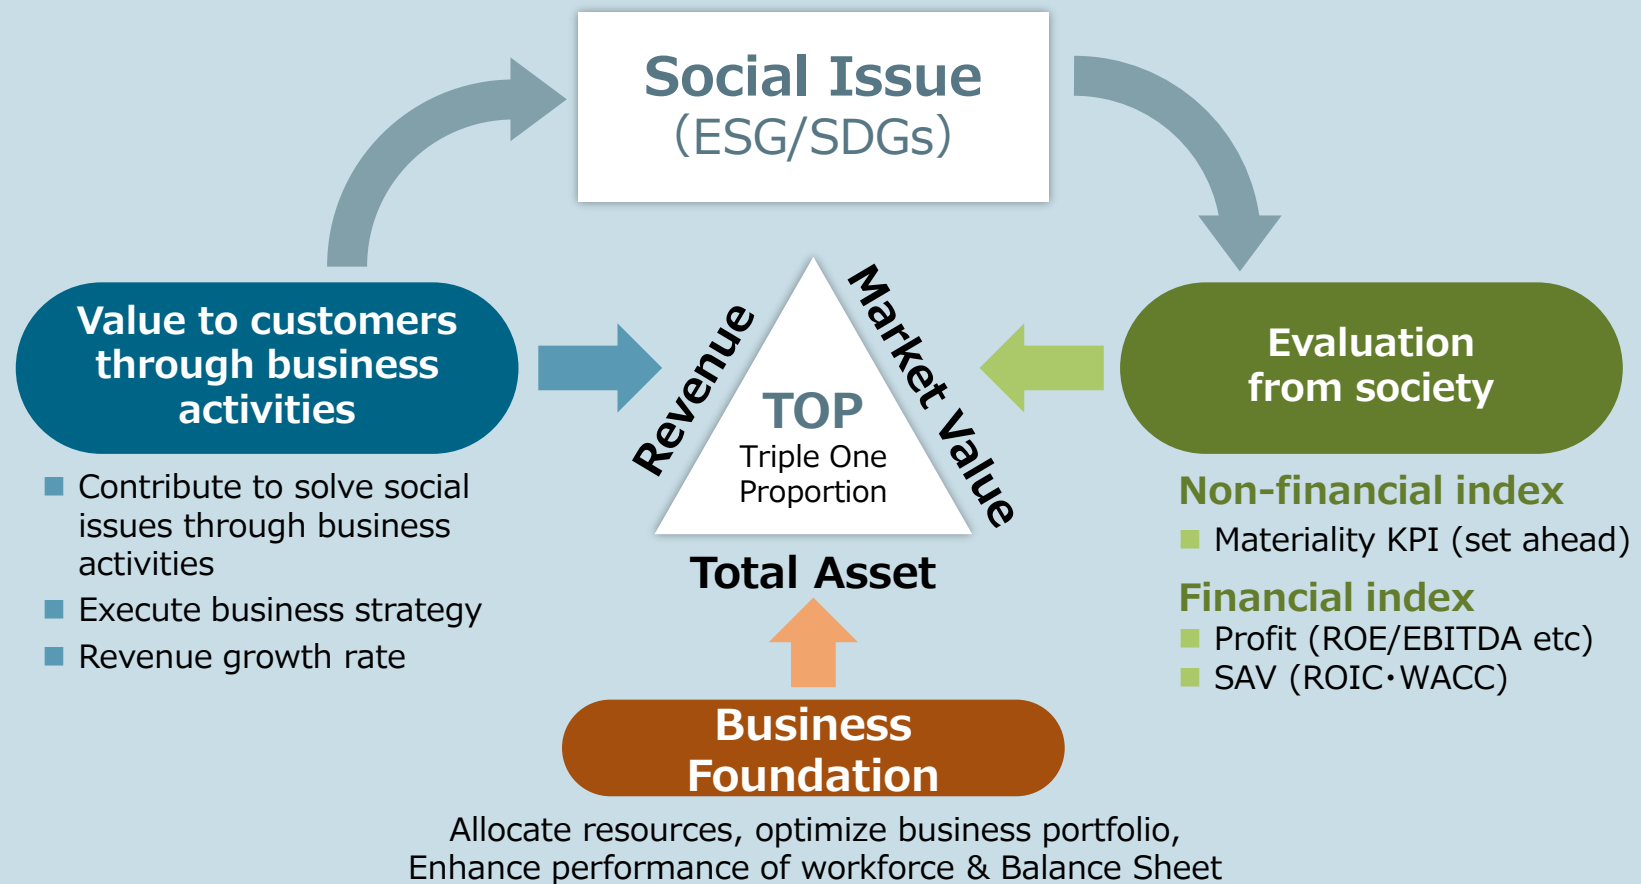 Social Issue
（ESG/SDGs）
Value to customers
through business
activities
Revenue
Market Value
TOP
Triple One
Proportion
Total Asset
Evaluation
from society
Contribute to solve social
issues through business
activities
Execute business strategy
Revenue growth rate
Non-financial index
Materiality KPI (set ahead)
Financial index
Profit (ROE/EBITDA etc)
SAV (ROIC・WACC)
Business
Foundation
Allocate resources, optimize business portfolio,
Enhance performance of workforce & Balance Sheet